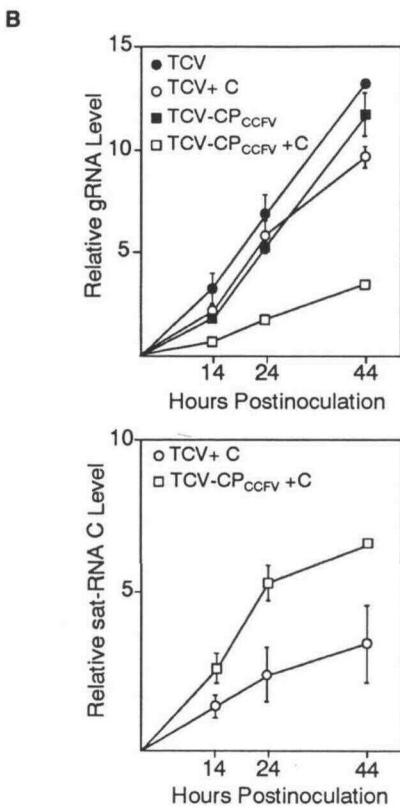 B
15
10
5
Relative gRNA Level
TCV
TCV+ C
TCV-CPCCFV
TCV-CPCCFV +C
14 24 44
Hours Postinoculation
10
5
Relative sat-RNA C Level
TCV+ C
TCV-CPCCFV +C
14 24 44
Hours Postinoculation